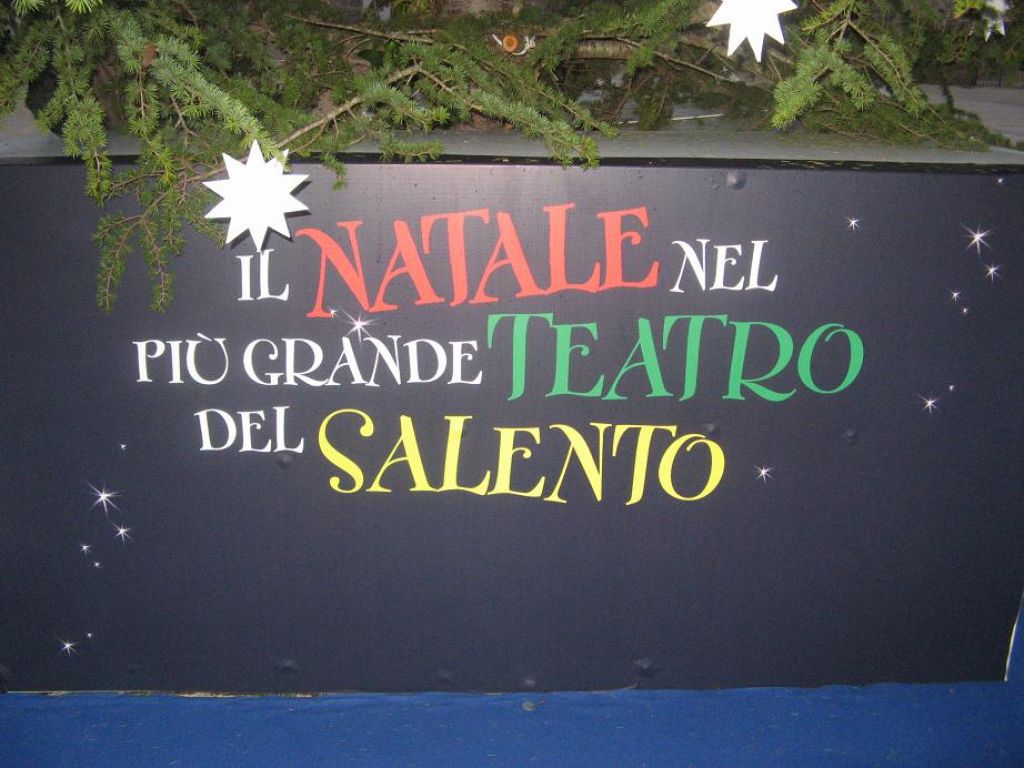 IL NATALE NEL
PIÙ GRANDE TEATRO
DEL SALENTO